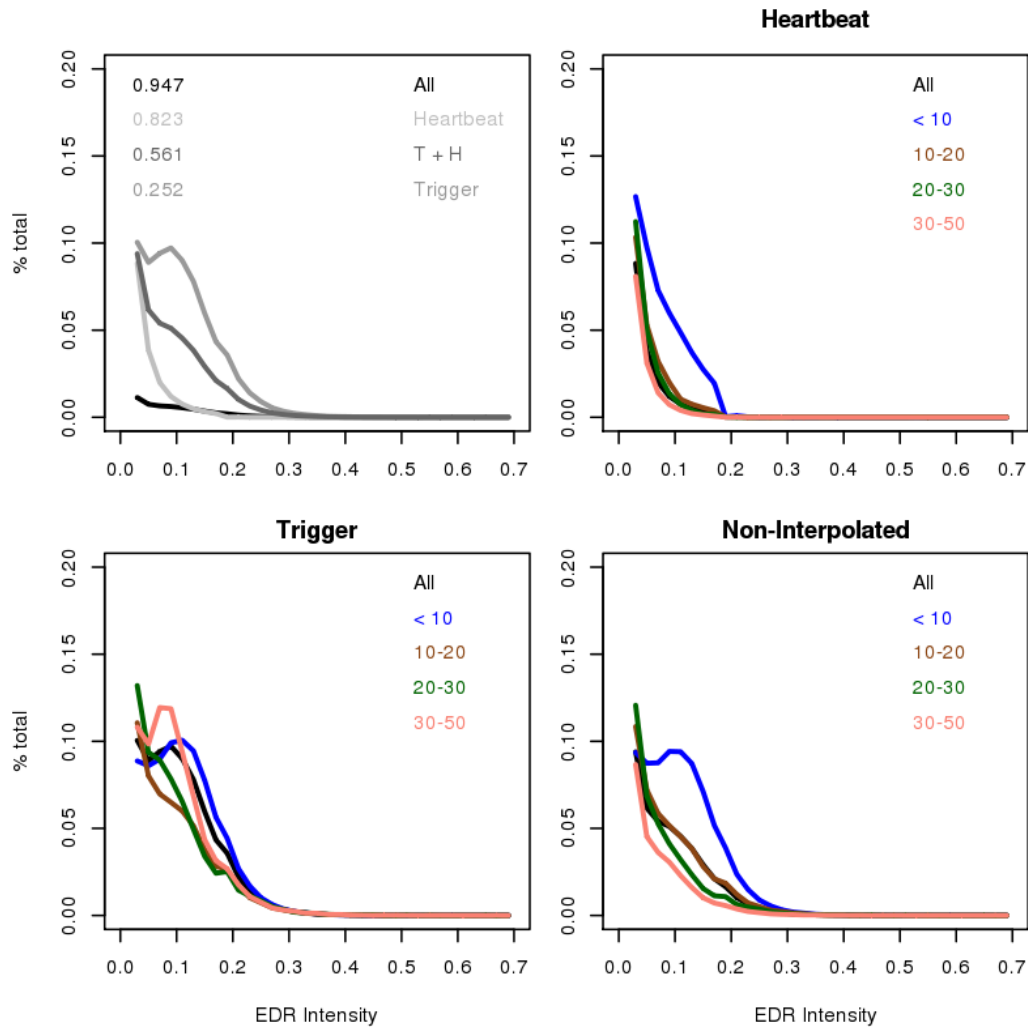 Heartbeat
% total
0.00 0.05 0.10 0.15 0.20
0.947 All
0.823 Heartbeat
0.561 T + H
0.252 Trigger
0.0 0.1 0.2 0.3 0.4 0.5 0.6 0.7
0.00 0.05 0.10 0.15 0.20
All
< 10
10-20
20-30
30-50
0.0 0.1 0.2 0.3 0.4 0.5 0.6 0.7
Trigger
% total
0.00 0.05 0.10 0.15 0.20
All
< 10
10-20
20-30
30-50
0.0 0.1 0.2 0.3 0.4 0.5 0.6 0.7
EDR Intensity
Non-Interpolated
0.00 0.05 0.10 0.15 0.20
All
< 10
10-20
20-30
30-50
0.0 0.1 0.2 0.3 0.4 0.5 0.6 0.7
EDR Intensity